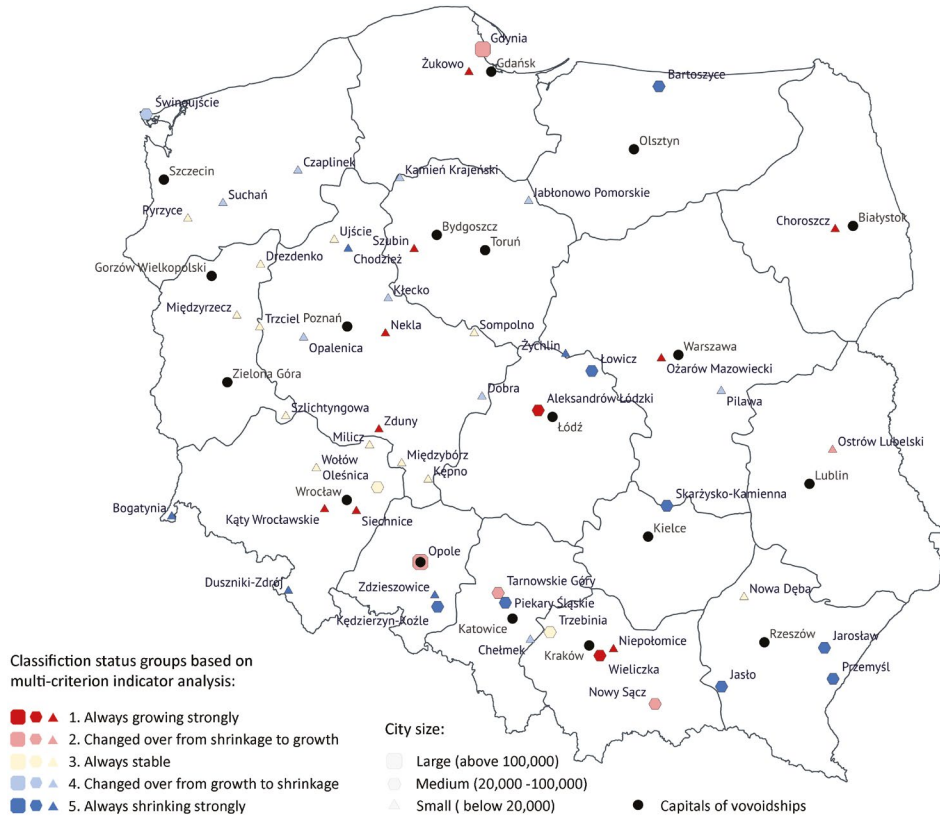 Gdynia
Żukowo
Gdańsk
Bartoszyce
Świnoujście
Olsztyn
Szczecin
Czaplinek
Kamień Krajeński
Suchań
Jabłonowo Pomorskie
Pyrzyce
Choroszcz
Białystok
Ujście
Szubin
Bydgoszcz
Toruń
Chodzież
Drezdenko
Gorzów Wielkopolski
Kłecko
Międzyrzecz
Trzciel
Poznań
Nekla
Sompolno
Opalenica
Żychlin
Łowicz
Warszawa
Ożarów Mazowiecki
Zielona Góra
Dobra
Aleksandrów Łódzki
Pilawa
Szlichtyngowa
Zduny
Łódź
Milicz
Ostrów Lubelski
Wołów
Międzybórz
Oleśnica
Kępno
Lublin
Wrocław
Skarżysko-Kamienna
Bogatynia
Kąty Wrocławskie
Siechnice
Kielce
Opole
Duszniki-Zdrój
Zdzieszowice
Tarnowskie Góry
Nowa Dęba
Piekary Śląskie
Kędzierzyn-Koźle
Trzebinia
Katowice
Niepołomice
Rzeszów
Jarosław
Chełmek
Kraków
Wieliczka
Przemyśl
Jasło
Nowy Sącz
Classifiction status groups based on
multi-criterion indicator analysis:
1. Always growing strongly
2. Changed over from shrinkage to growth
3. Always stable
4. Changed over from growth to shrinkage
5. Always shrinking strongly
City size:
Large (above 100,000)
Medium (20,000 -100,000)
Small ( below 20,000)
Capitals of vovoidships